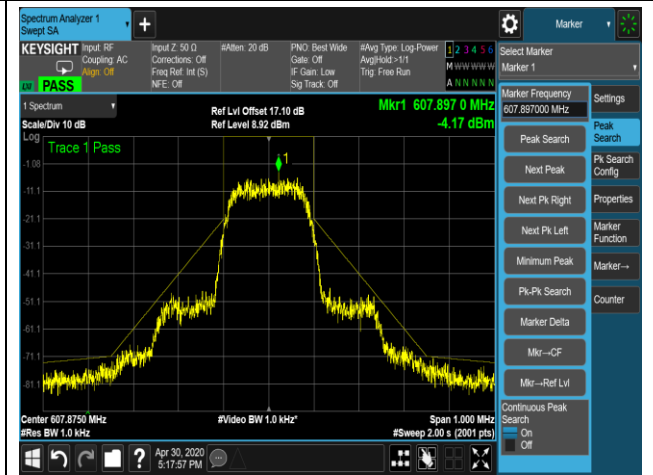 Spectrum Analyzer 1
Swept SA
+
Marker
KEYSIGHT
Input: RF
Coupling: AC
Align: Off
Input Z: 50 Ω
Corrections: Off
Freq Ref: Int (S)
NFE: Off
#Atten: 20 dB
PNO: Best Wide
Gate: Off
IF Gain: Low
Sig Track: Off
#Avg Type: Log-Power
Avg|Hold:>1/1
Trig: Free Run
1 2 3 4 5 6
M W W W W W
A N N N N N
PASS
Select Marker
Marker 1
1 Spectrum
Scale/Div 10 dB
Log
Ref Lvl Offset 17.10 dB
Ref Level 8.92 dBm
Mkr1 607.897 0 MHz
-4.17 dBm
Trace 1 Pass
1
-1.08
-11.1
-21.1
-31.1
-41.1
-51.1
-61.1
-71.1
-81.1
Center 607.8750 MHz
#Res BW 1.0 kHz
#Video BW 1.0 kHz*
Span 1.000 MHz
#Sweep 2.00 s (2001 pts)
Marker Frequency
607.897000 MHz
Peak Search
Next Peak
Next Pk Right
Next Pk Left
Minimum Peak
Pk-Pk Search
Marker Delta
Mkr→CF
Mkr→Ref Lvl
Continuous Peak
Search
On
Off
Settings
Peak
Search
Pk Search
Config
Properties
Marker
Function
Marker→
Counter
?
Apr 30, 2020
5:17:57 PM